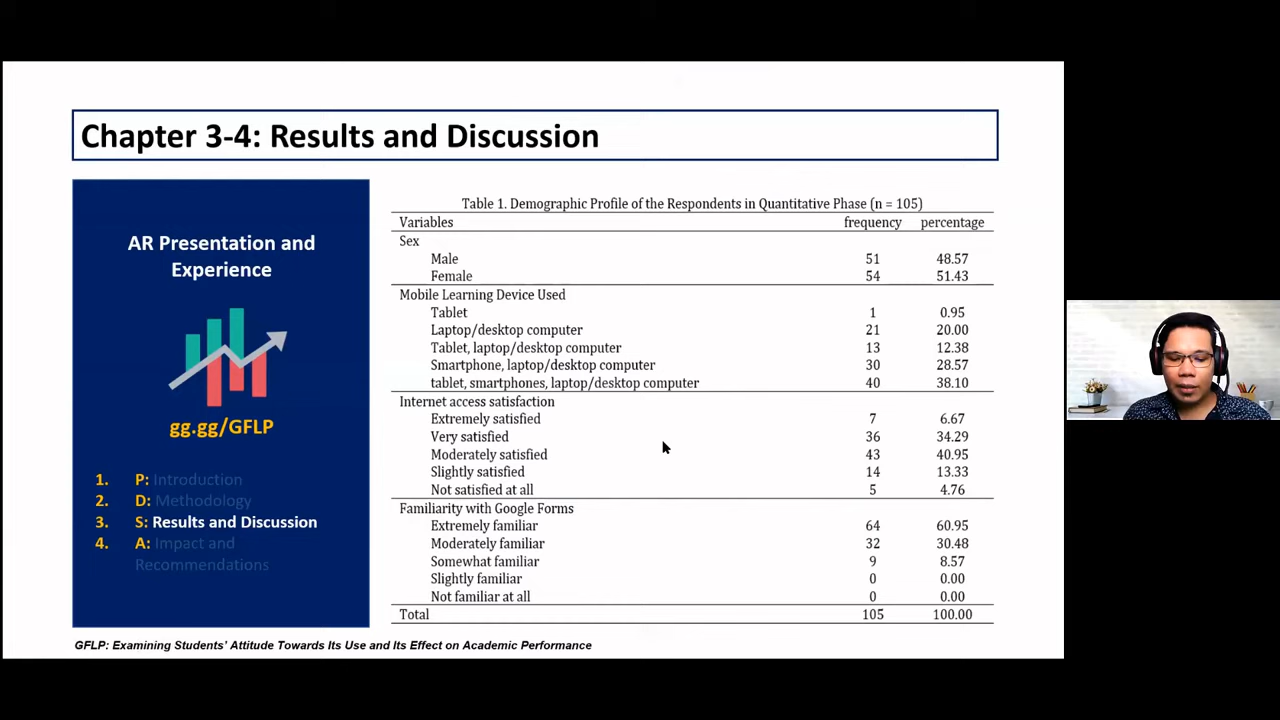 Chapter 3-4: Results and Discussion
AR Presentation and
Experience
gg.gg/GFLP
1. P: Introduction
2. D: Methodology
3. S: Results and Discussion
4. A: Impact and
Recommendations
Table 1. Demographic Profile of the Respondents in Quantitative Phase (n = 105)
Variables frequency percentage
Sex
Male 51 48.57
Female 54 51.43
Mobile Learning Device Used
Tablet 1 0.95
Laptop/desktop computer 21 20.00
Tablet, laptop/desktop computer 13 12.38
Smartphone, laptop/desktop computer 30 28.57
tablet, smartphones, laptop/desktop computer 40 38.10
Internet access satisfaction
Extremely satisfied 7 6.67
Very satisfied 36 34.29
Moderately satisfied 43 40.95
Slightly satisfied 14 13.33
Not satisfied at all 5 4.76
Familiarity with Google Forms
Extremely familiar 64 60.95
Moderately familiar 32 30.48
Somewhat familiar 9 8.57
Slightly familiar 0 0.00
Not familiar at all 0 0.00
Total 105 100.00
GFLP: Examining Students' Attitude Towards Its Use and Its Effect on Academic Performance